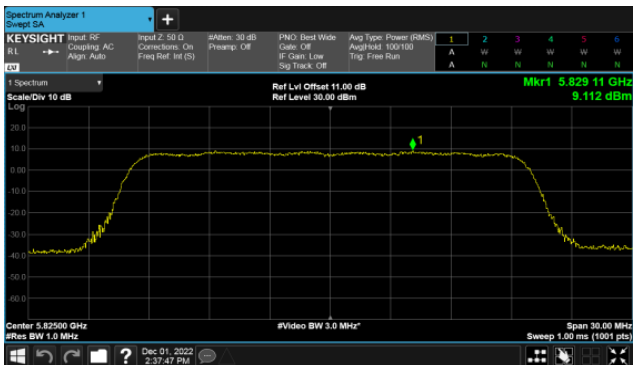 Spectrum Analyzer 1
Swept SA
+
KEYSIGHT Input: RF Input Z: 50 Ω #Atten: 30 dB PNO: Best Wide Avg Type: Power (RMS) 1 2 3 4 5 6
RL Coupling: AC Corrections: On Preamp: Off Gate: Off Avg|Hold: 100/100 A W W W W W
Align: Auto Freq Ref: Int (S) IF Gain: Low Trig: Free Run
LXI Sig Track: Off A N N N N N
1 Spectrum Ref Lvl Offset 11.00 dB Mkr1 5.829 11 GHz
Scale/Div 10 dB Ref Level 30.00 dBm 9.112 dBm
Log
20.0
1
10.0
0.00
-10.0
-20.0
-30.0
-40.0
-50.0
-60.0
Center 5.82500 GHz #Video BW 3.0 MHz* Span 30.00 MHz
#Res BW 1.0 MHz Sweep 1.00 ms (1001 pts)
? Dec 01, 2022
2:37:47 PM